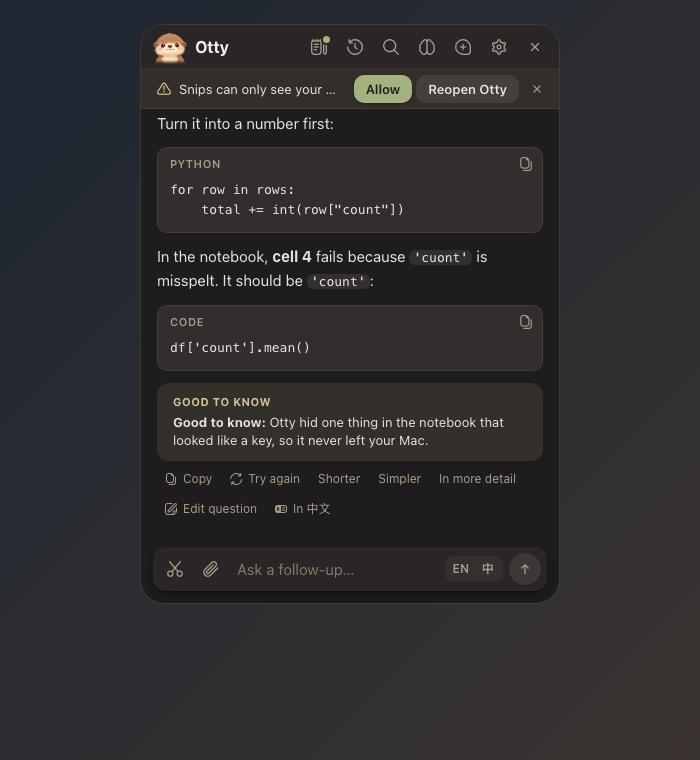 Otty
Snips can only see your ...
Allow
Reopen Otty
Turn it into a number first:
PYTHON
for row in rows:
    total += int(row["count"])
In the notebook, cell 4 fails because 'cuont' is
misspelt. It should be 'count':
CODE
df['count'].mean()
GOOD TO KNOW
Good to know: Otty hid one thing in the notebook that
looked like a key, so it never left your Mac.
Copy
Try again
Shorter
Simpler
In more detail
Edit question
In 中文
Ask a follow-up...
EN 中